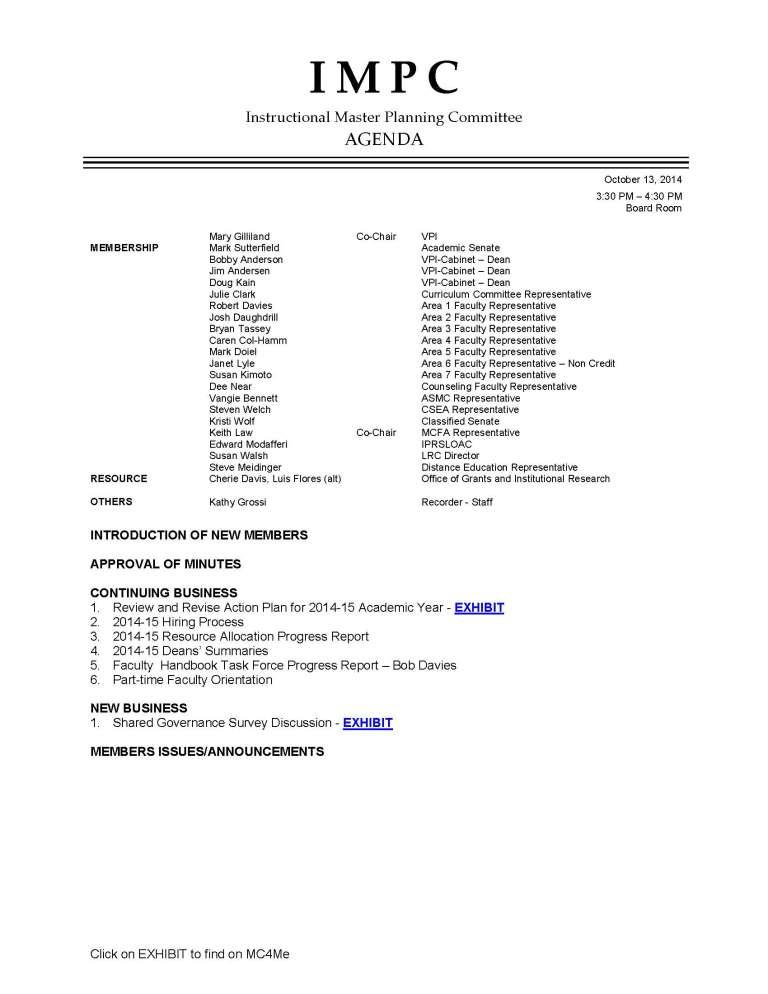 I M P C
Instructional Master Planning Committee
AGENDA
October 13, 2014
3:30 PM – 4:30 PM
Board Room
Mary Gilliland Co-Chair VPI
MEMBERSHIP Mark Sutterfield Academic Senate
Bobby Anderson VPI-Cabinet – Dean
Jim Andersen VPI-Cabinet – Dean
Doug Kain VPI-Cabinet – Dean
Julie Clark Curriculum Committee Representative
Robert Davies Area 1 Faculty Representative
Josh Daughdrill Area 2 Faculty Representative
Bryan Tassey Area 3 Faculty Representative
Caren Col-Hamm Area 4 Faculty Representative
Mark Doiel Area 5 Faculty Representative
Janet Lyle Area 6 Faculty Representative – Non Credit
Susan Kimoto Area 7 Faculty Representative
Dee Near Counseling Faculty Representative
Vangie Bennett ASMC Representative
Steven Welch CSEA Representative
Kristi Wolf Classified Senate
Keith Law Co-Chair MCFA Representative
Edward Modafferi IPRSLOAC
Susan Walsh LRC Director
Steve Meidinger Distance Education Representative
RESOURCE Cherie Davis, Luis Flores (alt) Office of Grants and Institutional Research
OTHERS Kathy Grossi Recorder - Staff
INTRODUCTION OF NEW MEMBERS
APPROVAL OF MINUTES
CONTINUING BUSINESS
1. Review and Revise Action Plan for 2014-15 Academic Year - EXHIBIT
2. 2014-15 Hiring Process
3. 2014-15 Resource Allocation Progress Report
4. 2014-15 Deans' Summaries
5. Faculty Handbook Task Force Progress Report – Bob Davies
6. Part-time Faculty Orientation
NEW BUSINESS
1. Shared Governance Survey Discussion - EXHIBIT
MEMBERS ISSUES/ANNOUNCEMENTS
Click on EXHIBIT to find on MC4Me